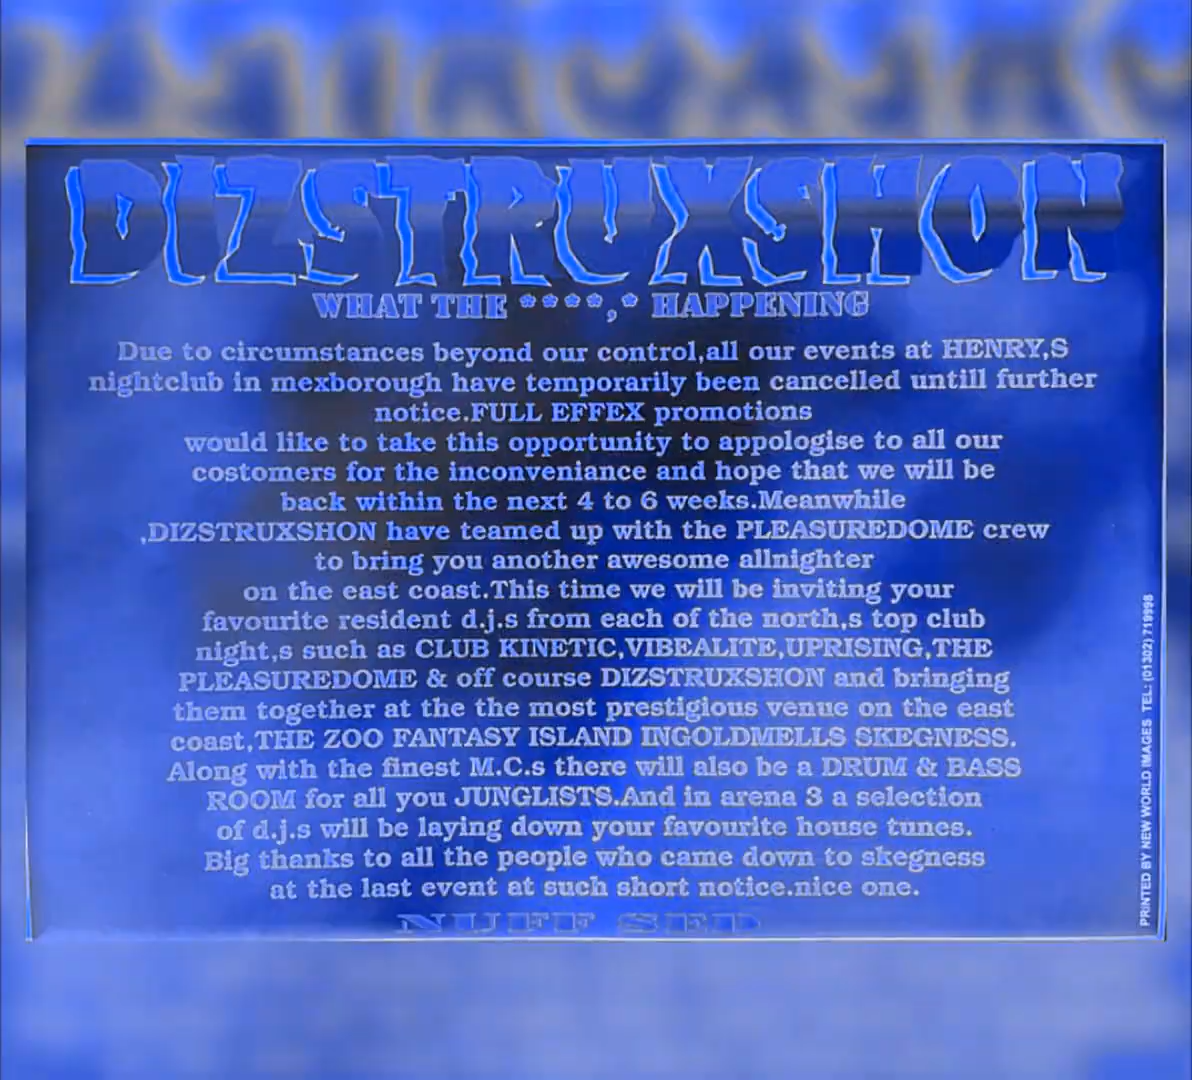 DIZSTRUXSHON
WHAT THE ****,* HAPPENING
Due to circumstances beyond our control,all our events at HENRY,S
nightclub in mexborough have temporarily been cancelled untill further
notice.FULL EFFEX promotions
would like to take this opportunity to appologise to all our
costomers for the inconveniance and hope that we will be
back within the next 4 to 6 weeks.Meanwhile
,DIZSTRUXSHON have teamed up with the PLEASUREDOME crew
to bring you another awesome allnighter
on the east coast.This time we will be inviting your
favourite resident d.j.s from each of the north,s top club
night,s such as CLUB KINETIC,VIBEALITE,UPRISING,THE
PLEASUREDOME & off course DIZSTRUXSHON and bringing
them together at the the most prestigious venue on the east
coast,THE ZOO FANTASY ISLAND INGOLDMELLS SKEGNESS.
Along with the finest M.C.s there will also be a DRUM & BASS
ROOM for all you JUNGLISTS.And in arena 3 a selection
of d.j.s will be laying down your favourite house tunes.
Big thanks to all the people who came down to skegness
at the last event at such short notice.nice one.
NUFF SED
PRINTED BY NEW WORLD IMAGES TEL: (01302) 719998